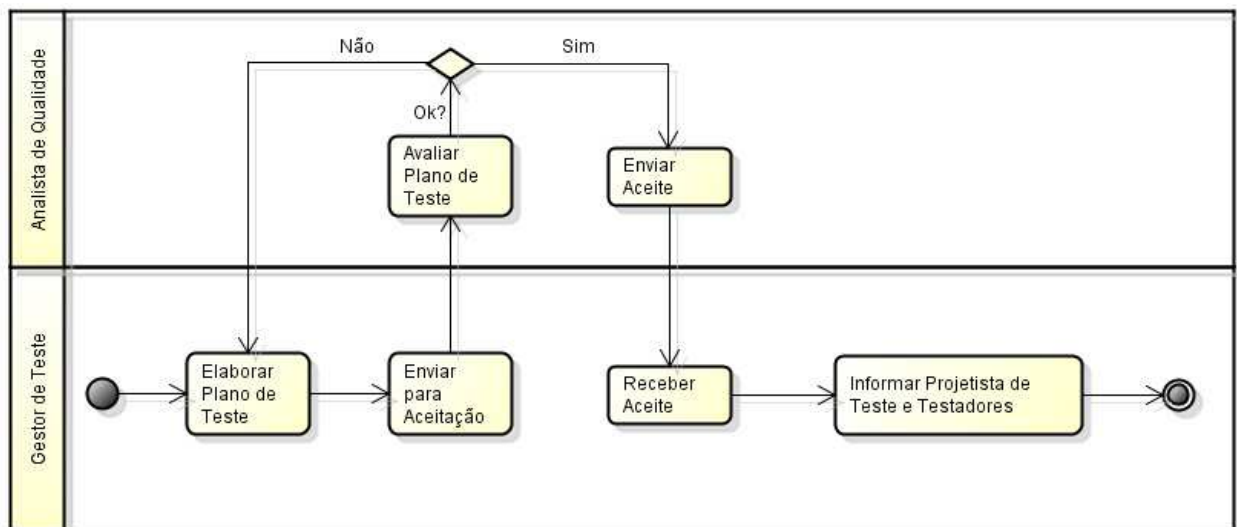 Analista de Qualidade
Não
Sim
Ok?
Avaliar
Plano de
Teste
Enviar
Aceite
Gestor de Teste
Elaborar
Plano de
Teste
Enviar
para
Aceitação
Receber
Aceite
Informar Projetista de
Teste e Testadores